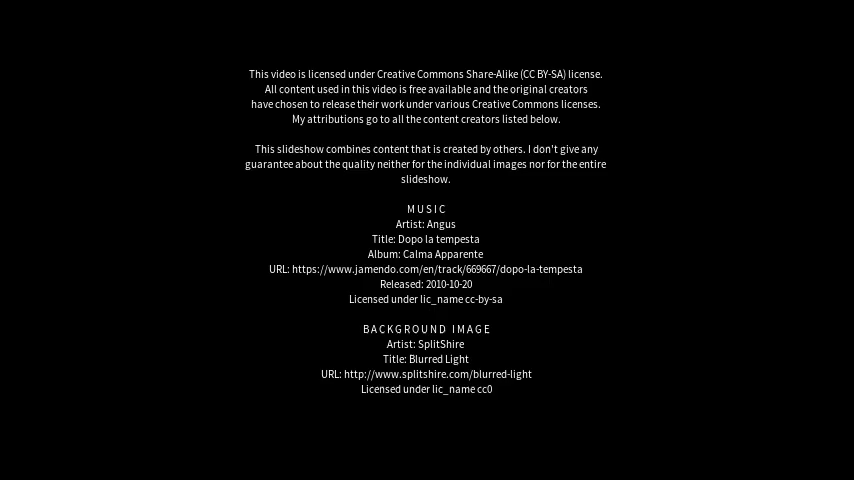 This video is licensed under Creative Commons Share-Alike (CC BY-SA) license.
All content used in this video is free available and the original creators
have chosen to release their work under various Creative Commons licenses.
My attributions go to all the content creators listed below.
This slideshow combines content that is created by others. I don't give any
guarantee about the quality neither for the individual images nor for the entire
slideshow.
MUSIC
Artist: Angus
Title: Dopo la tempesta
Album: Calma Apparente
URL: https://www.jamendo.com/en/track/669667/dopo-la-tempesta
Released: 2010-10-20
Licensed under lic_name cc-by-sa
BACKGROUND IMAGE
Artist: SplitShire
Title: Blurred Light
URL: http://www.splitshire.com/blurred-light
Licensed under lic_name cc0